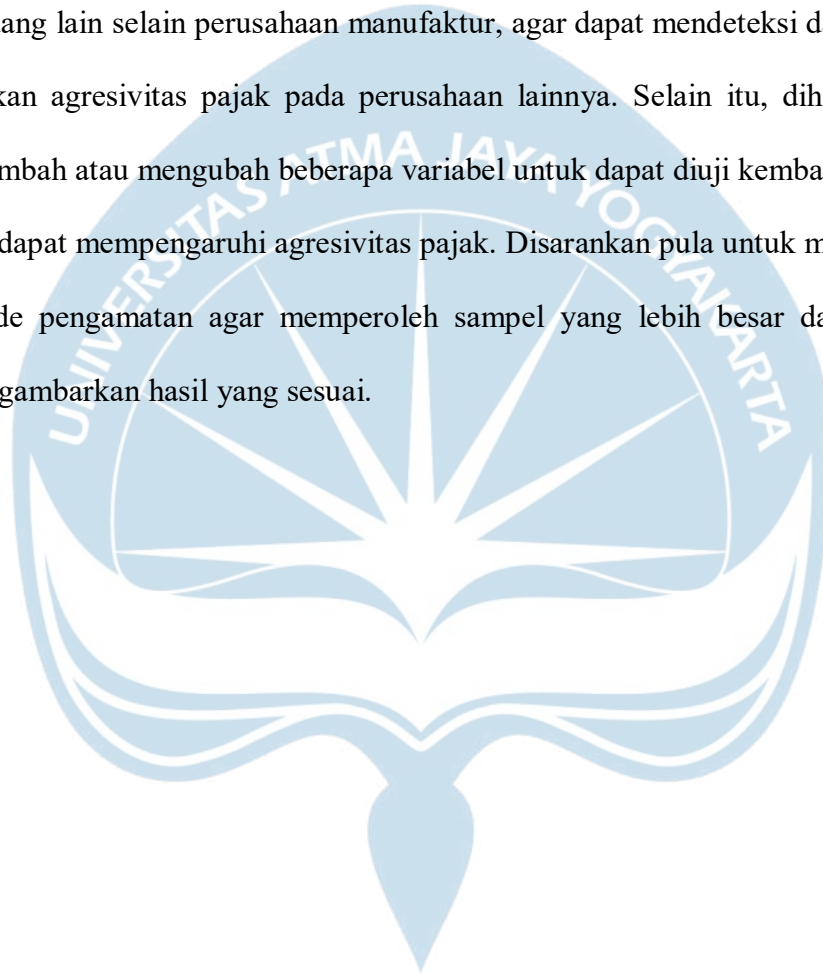 ang lain selain perusahaan manufaktur, agar dapat mendeteksi da
kan agresivitas pajak pada perusahaan lainnya. Selain itu, dih
mbah atau mengubah beberapa variabel untuk dapat diuji kemba
dapat mempengaruhi agresivitas pajak. Disarankan pula untuk m
de pengamatan agar memperoleh sampel yang lebih besar da
gambarkan hasil yang sesuai.
UNIVERSITAS ATMA JAYA YOGYAKARTA